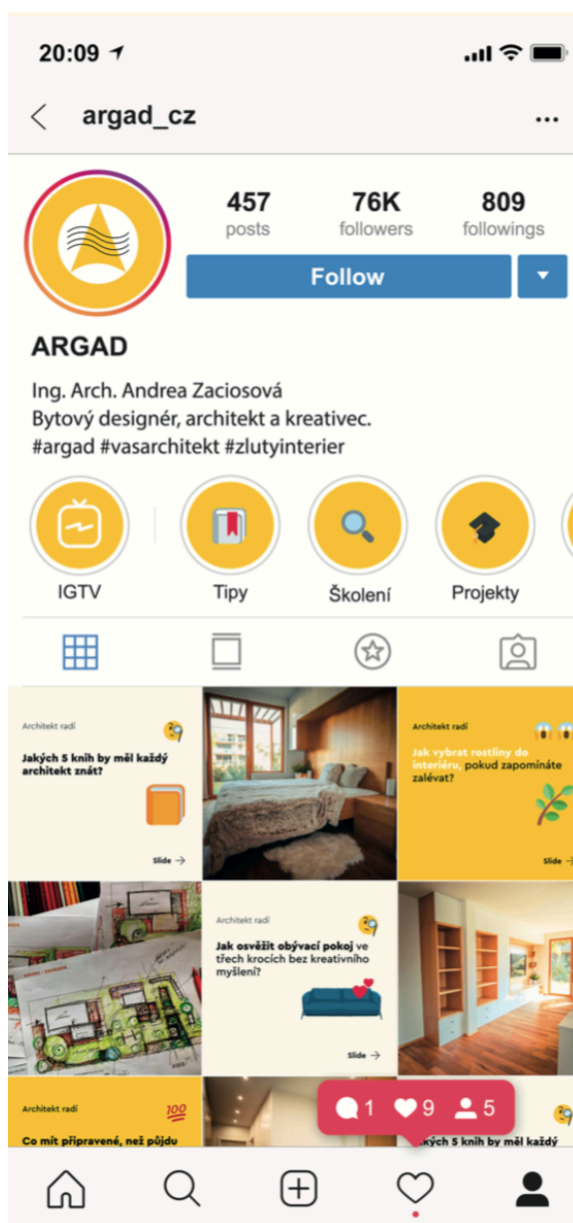 20:09
argad_cz
457 76K 809
posts followers followings
Follow
ARGAD
Ing. Arch. Andrea Zaciosová
Bytový designér, architekt a kreativec.
#argad #vasarchitekt #zlutyinterier
IGTV Tipy Školení Projekty
Architekt radí
Jakých 5 knih by měl každý
architekt znát?
Slide →
Architekt radí
Jak vybrat rostliny do
interiéru, pokud zapomínáte
zalévat?
Slide →
Architekt radí
Jak osvěžit obývací pokoj ve
třech krocích bez kreativního
myšlení?
Slide →
Architekt radí
100
Co mít připravené, než půjdu
1 9 5
5 knih by měl každý